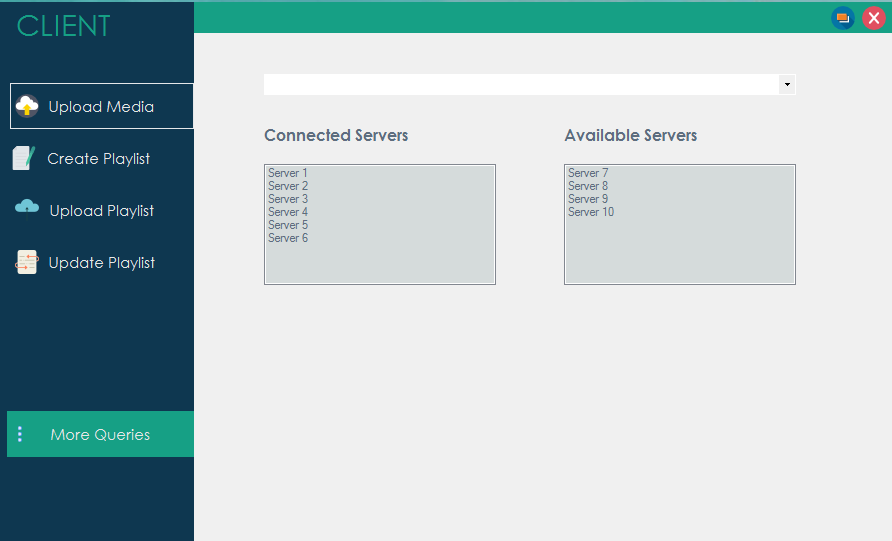 CLIENT
Upload Media
Create Playlist
Upload Playlist
Update Playlist
More Queries
Connected Servers
Server 1
Server 2
Server 3
Server 4
Server 5
Server 6
Available Servers
Server 7
Server 8
Server 9
Server 10